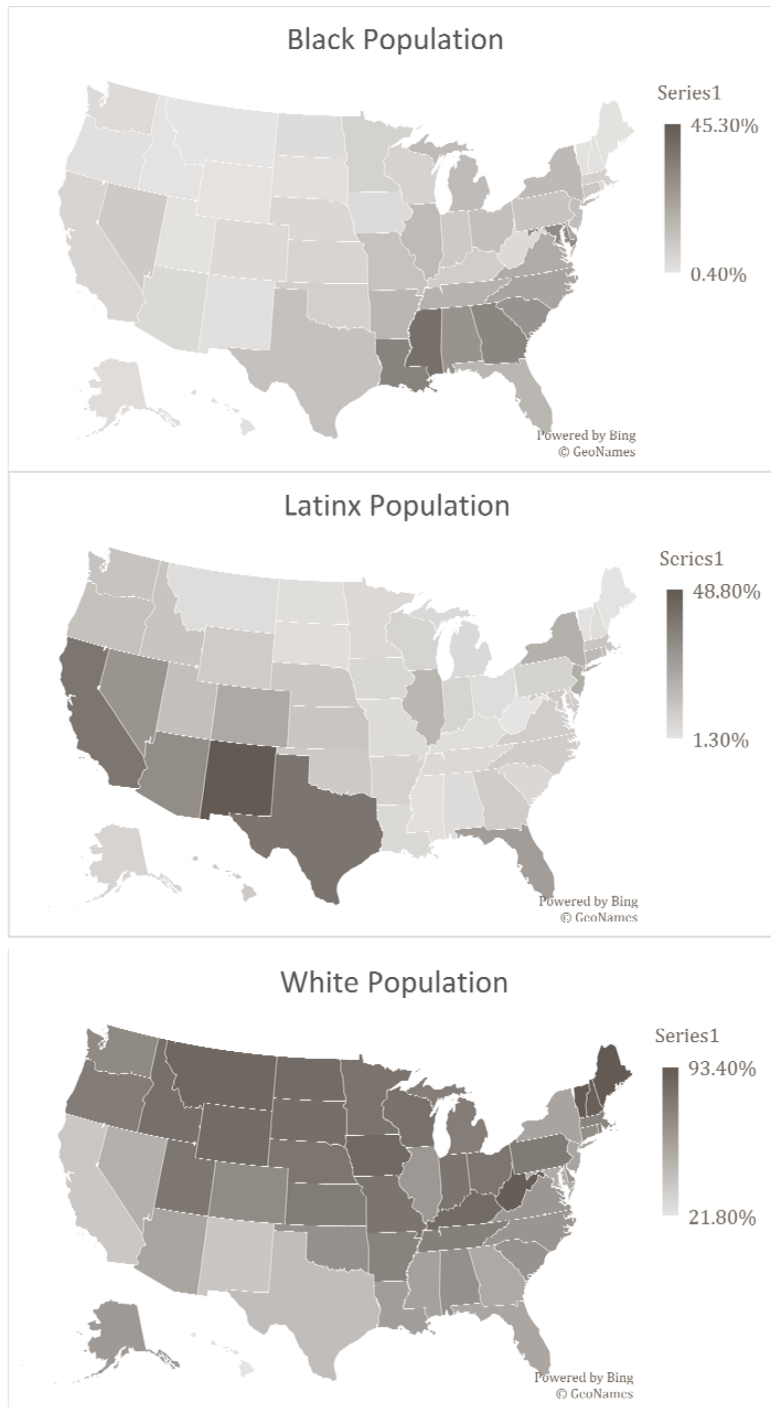 Black Population
Series1
45.30%
0.40%
Powered by Bing
© GeoNames
Latinx Population
Series1
48.80%
1.30%
Powered by Bing
© GeoNames
White Population
Series1
93.40%
21.80%
Powered by Bing
© GeoNames